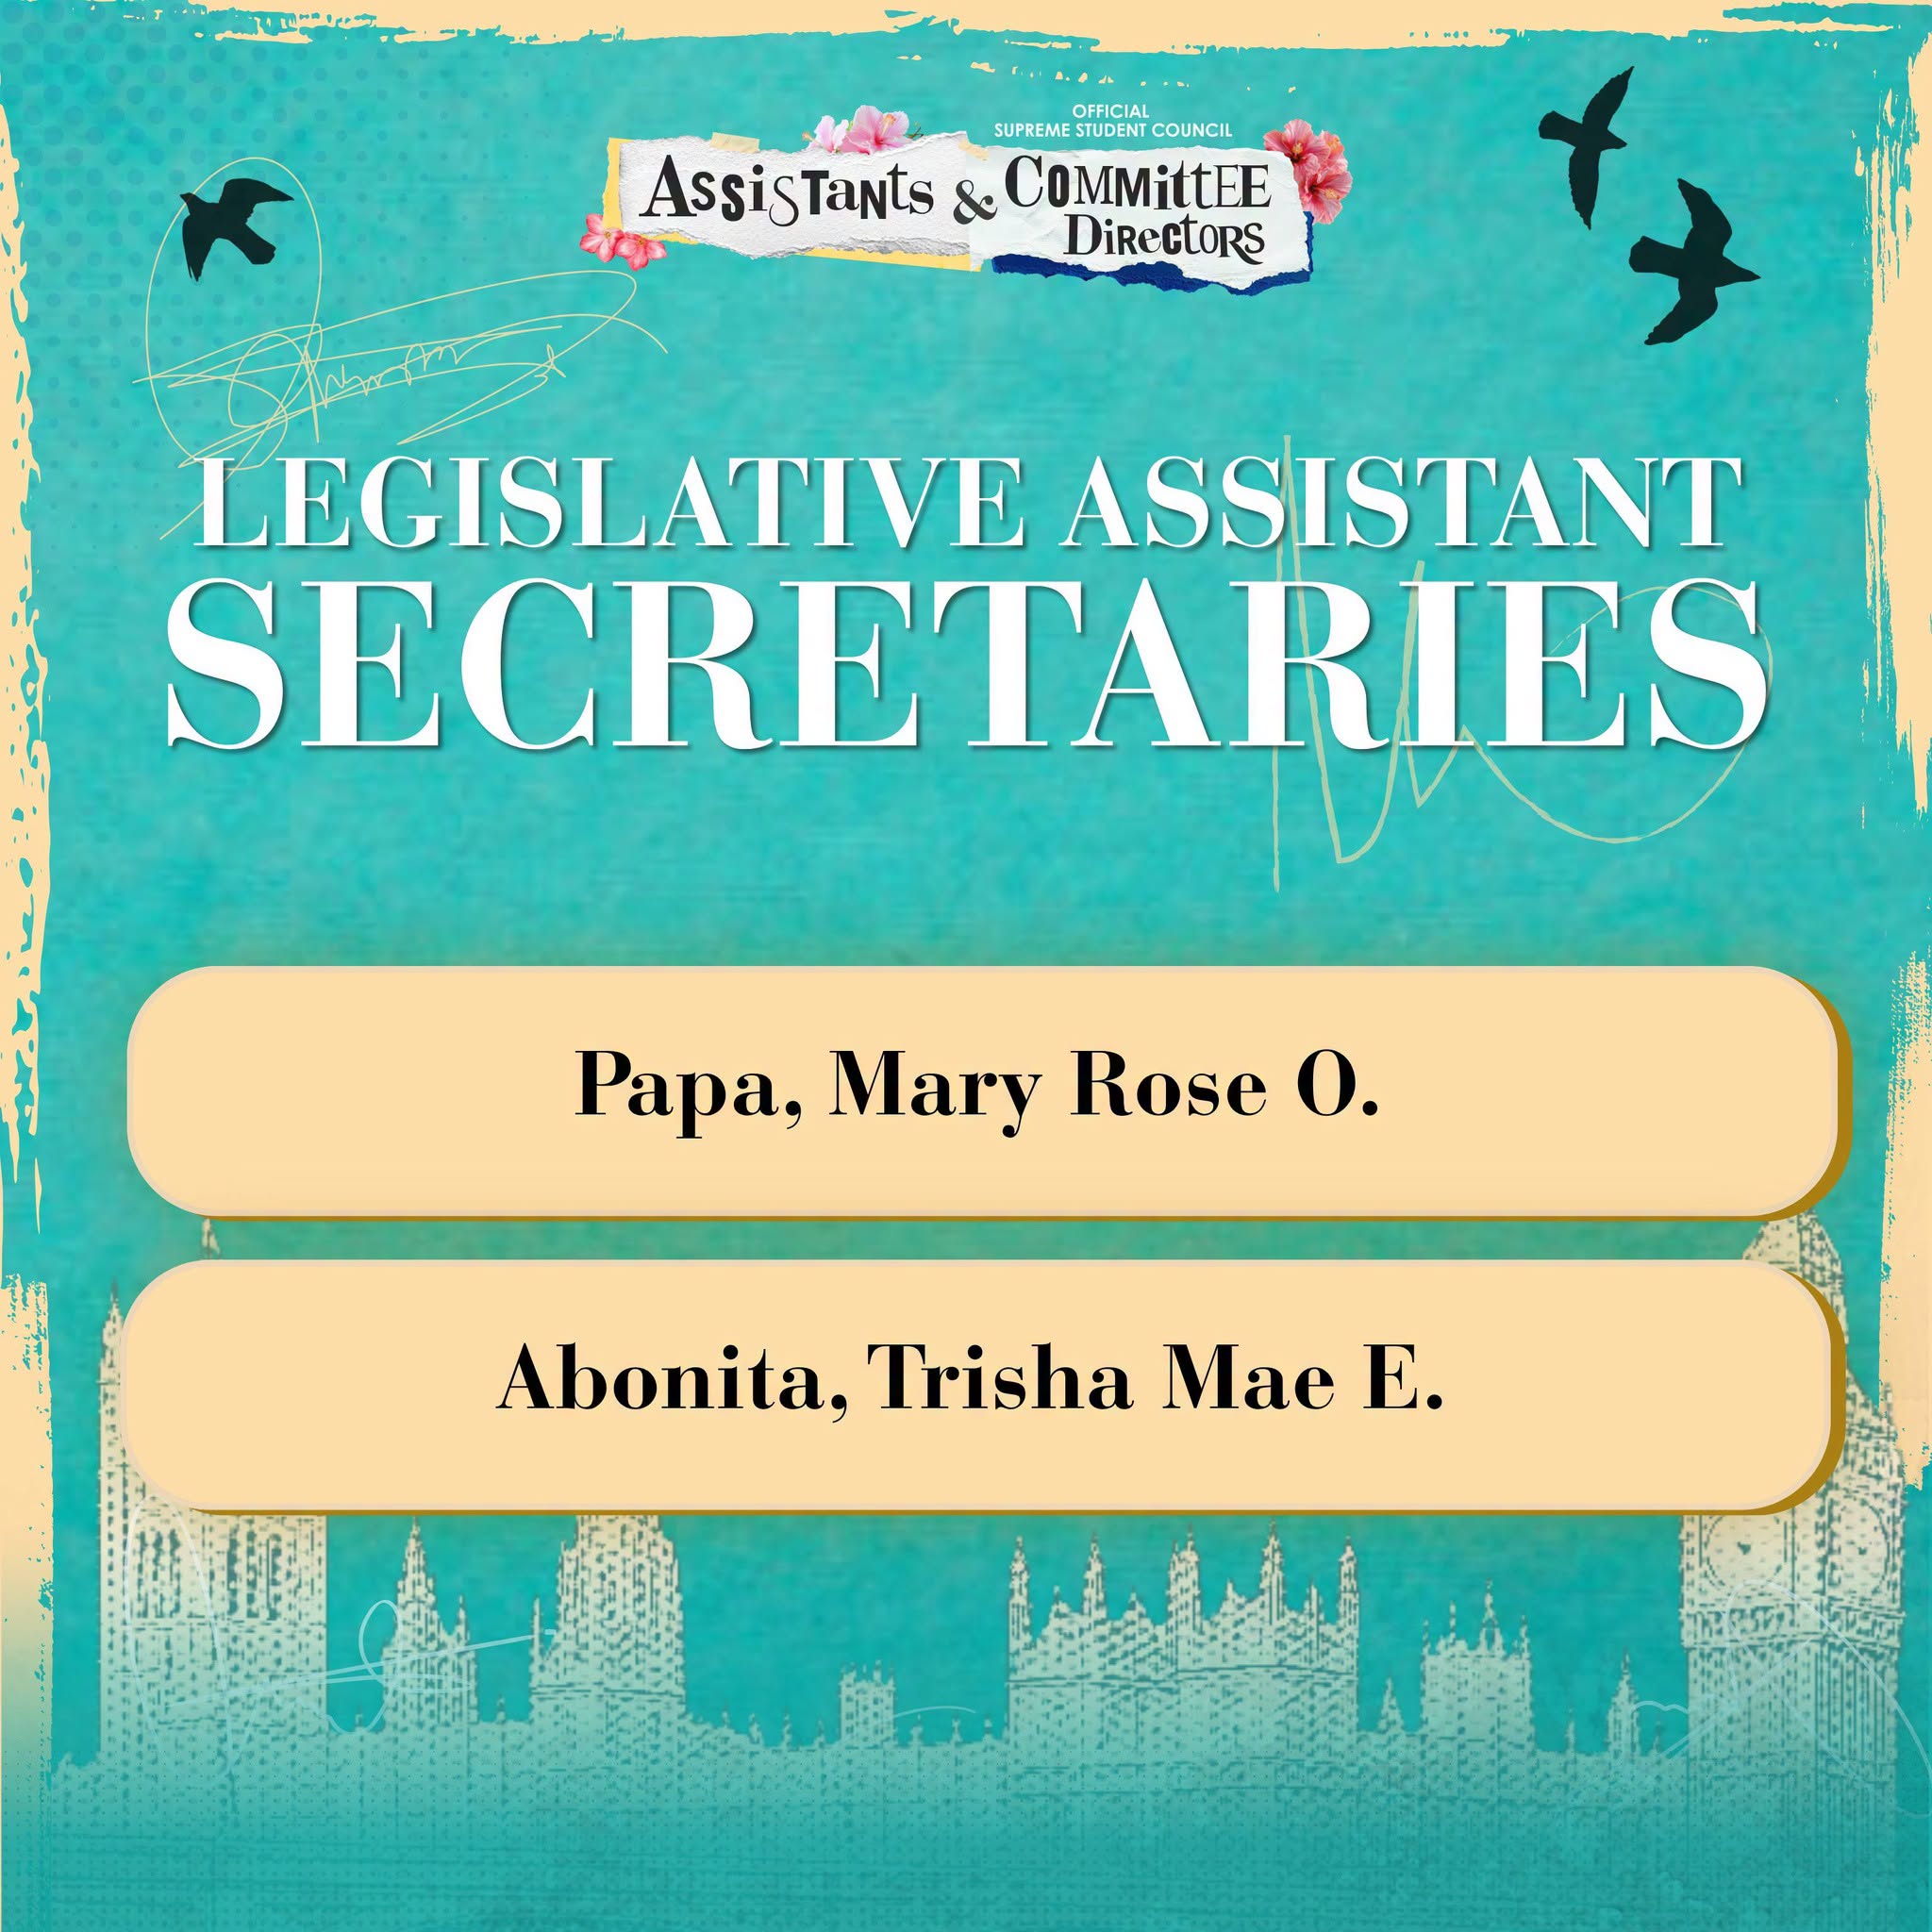 OFFICIAL
SUPREME STUDENT COUNCIL
AssiSTaNts & COMMittEE
DiRectoRS
LEGISLATIVE ASSISTANT
SECRETARIES
Papa, Mary Rose O.
Abonita, Trisha Mae E.